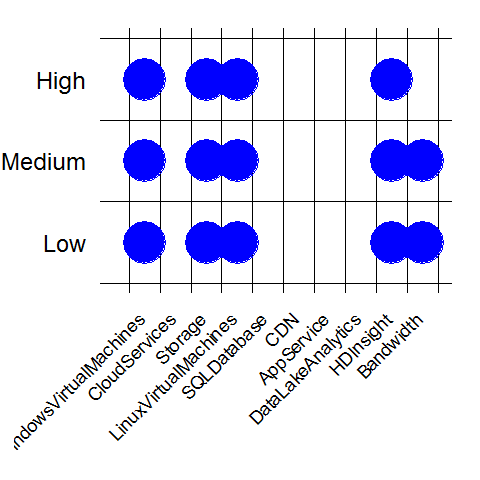 High
Medium
Low
ndowsVirtualMachines
CloudServices
Storage
LinuxVirtualMachines
SQLDatabase
CDN
AppService
DataLakeAnalytics
HDInsight
Bandwidth